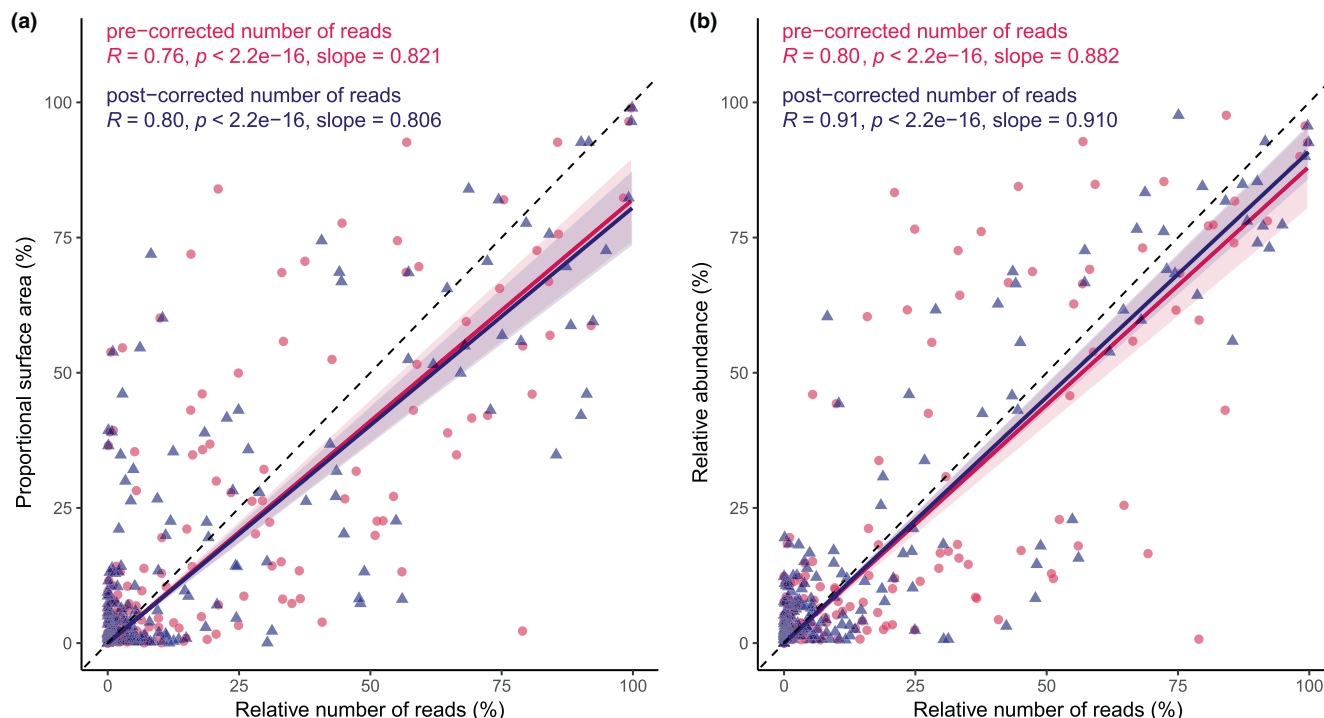 (a)
pre−corrected number of reads
R = 0.76, p < 2.2e−16, slope = 0.821
post−corrected number of reads
R = 0.80, p < 2.2e−16, slope = 0.806
100
75
50
25
0
Proportional surface area (%)
0 25 50 75 100
Relative number of reads (%)
(b)
pre−corrected number of reads
R = 0.80, p < 2.2e−16, slope = 0.882
post−corrected number of reads
R = 0.91, p < 2.2e−16, slope = 0.910
100
75
50
25
0
Relative abundance (%)
0 25 50 75 100
Relative number of reads (%)